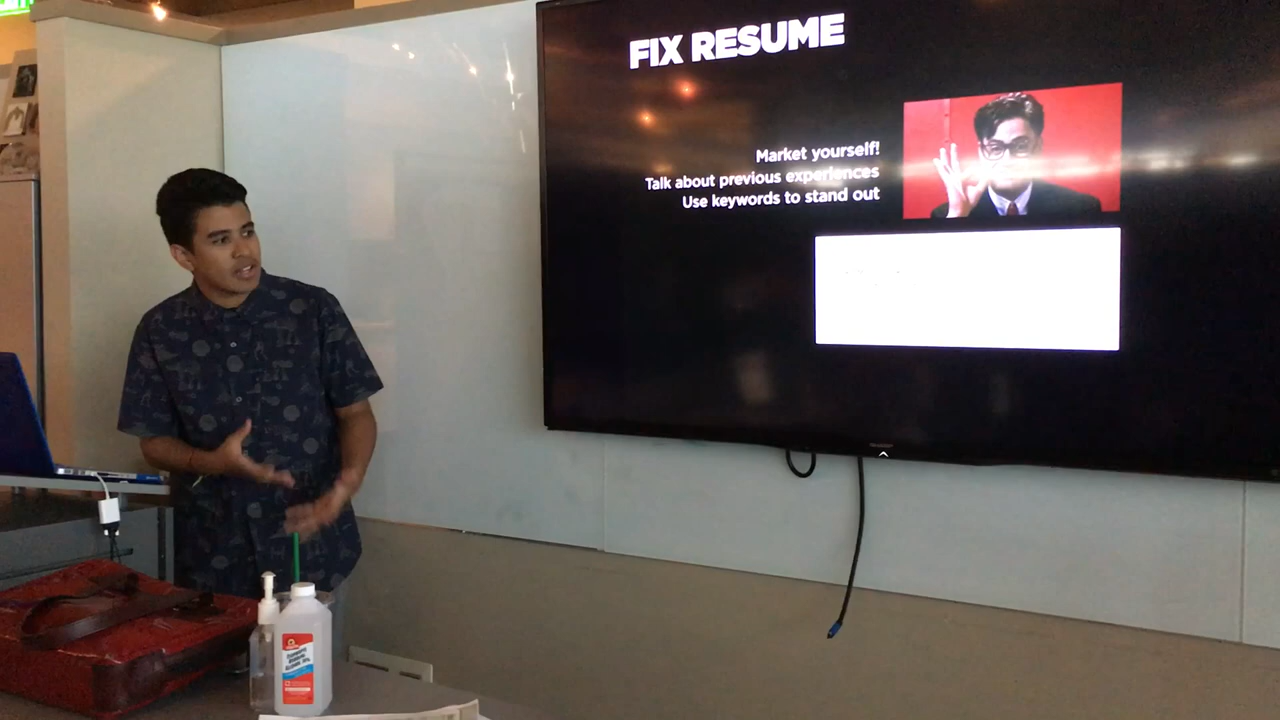 FIX RESUME
Market yourself!
Talk about previous experiences
Use keywords to stand out